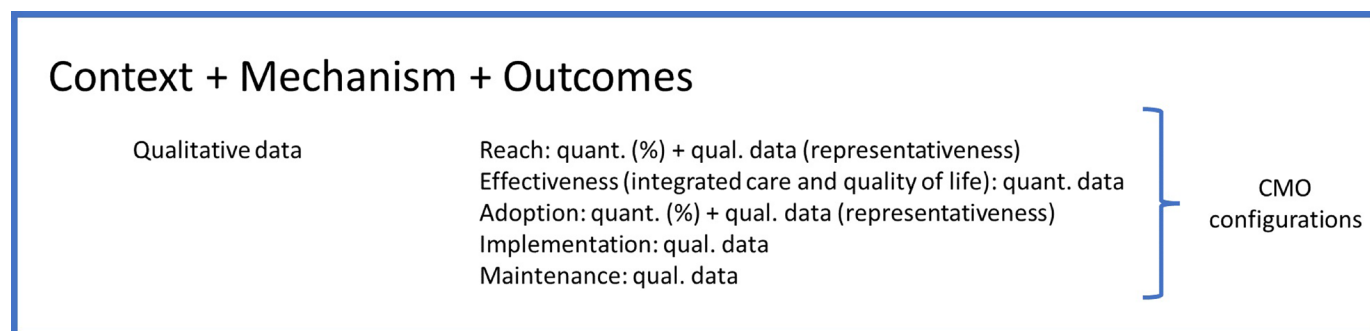 Context + Mechanism + Outcomes
Qualitative data
Reach: quant. (%) + qual. data (representativeness)
Effectiveness (integrated care and quality of life): quant. data
Adoption: quant. (%) + qual. data (representativeness)
Implementation: qual. data
Maintenance: qual. data
CMO
configurations